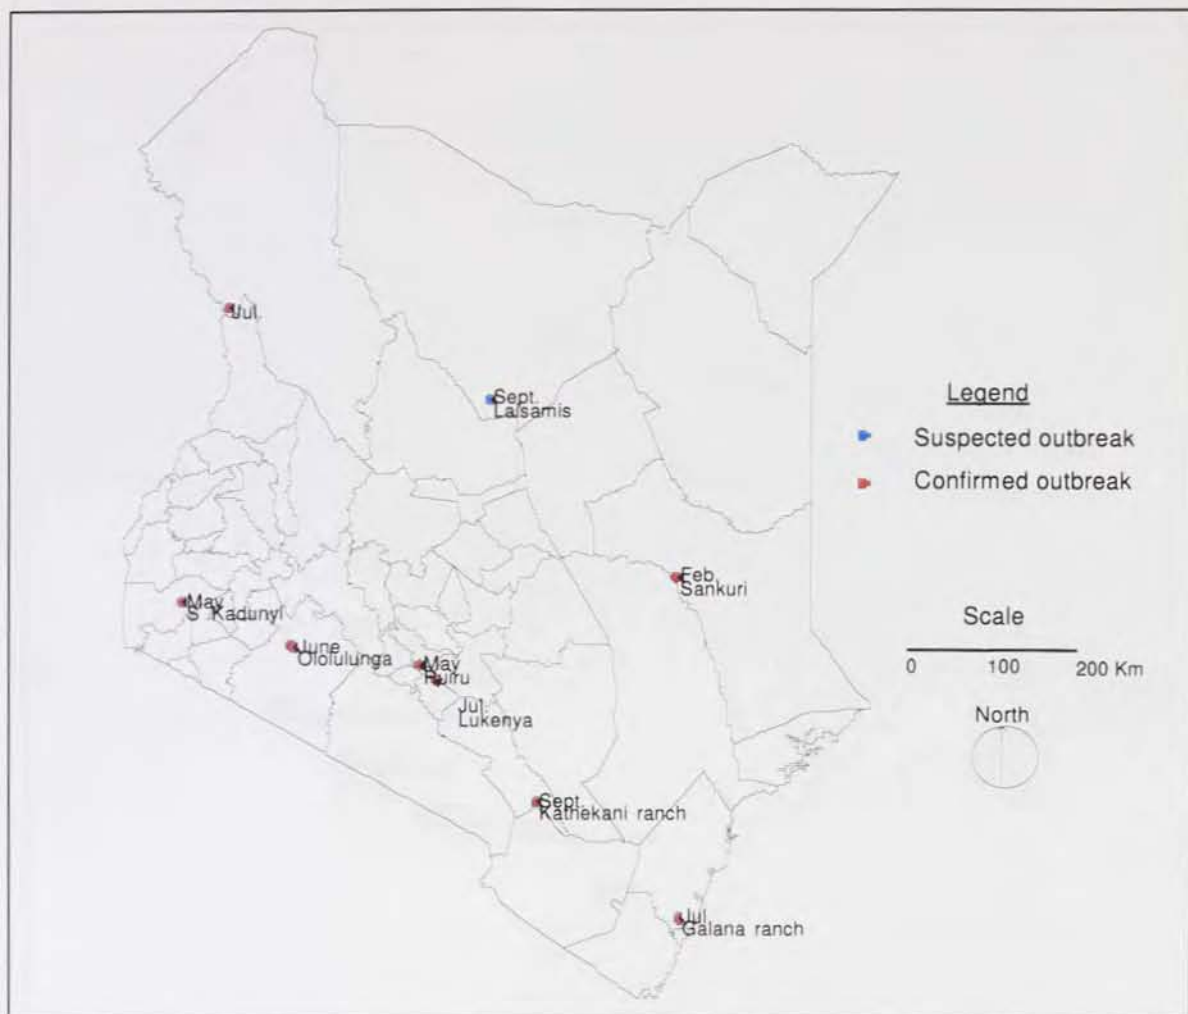 Sept.
Laisamis
Legend
Suspected outbreak
Confirmed outbreak
Feb
Sankuri
May
S Kadunyi
June
Ololulunga
May
Ruiru
Jul.
Lukenya
Scale
0 100 200 Km
North
Sept.
Kathekani ranch
Jul
Galana ranch